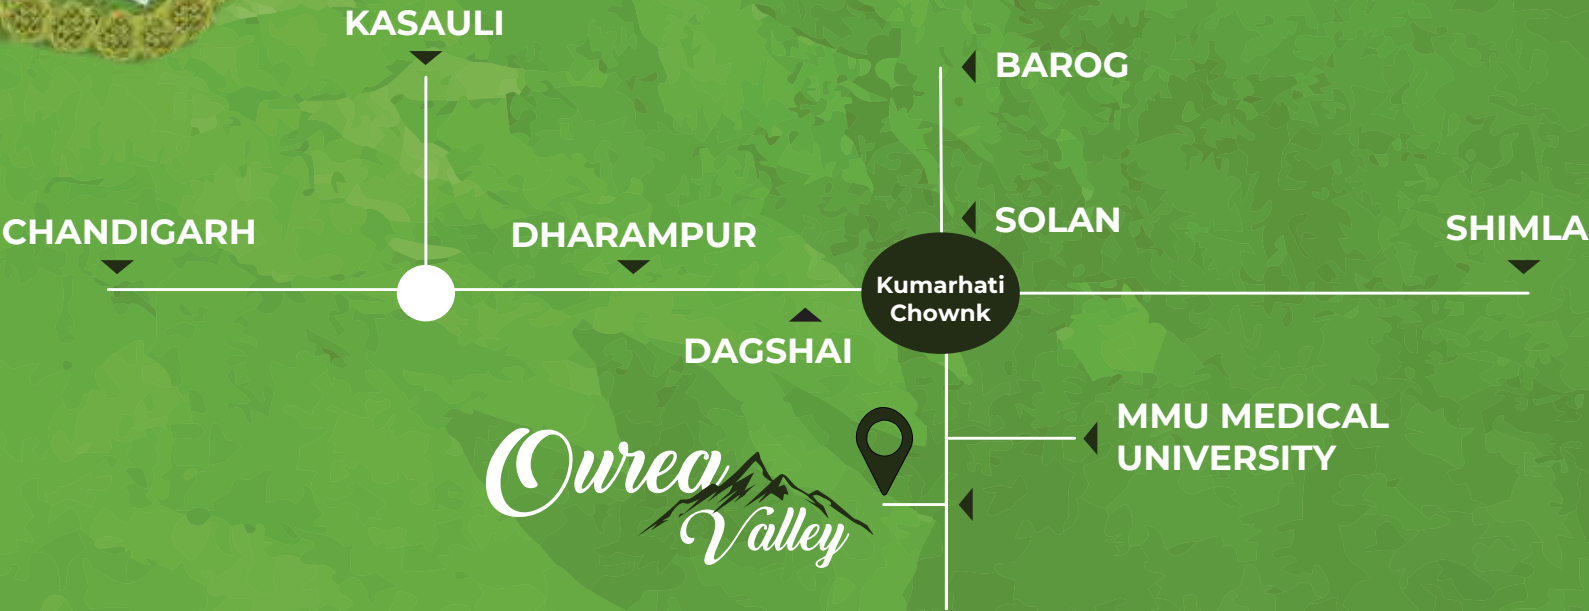 KASAULI
BAROG
CHANDIGARH
DHARAMPUR
SOLAN
SHIMLA
Kumarhati
Chownk
DAGSHAI
MMU MEDICAL
UNIVERSITY
Ourea
Valley